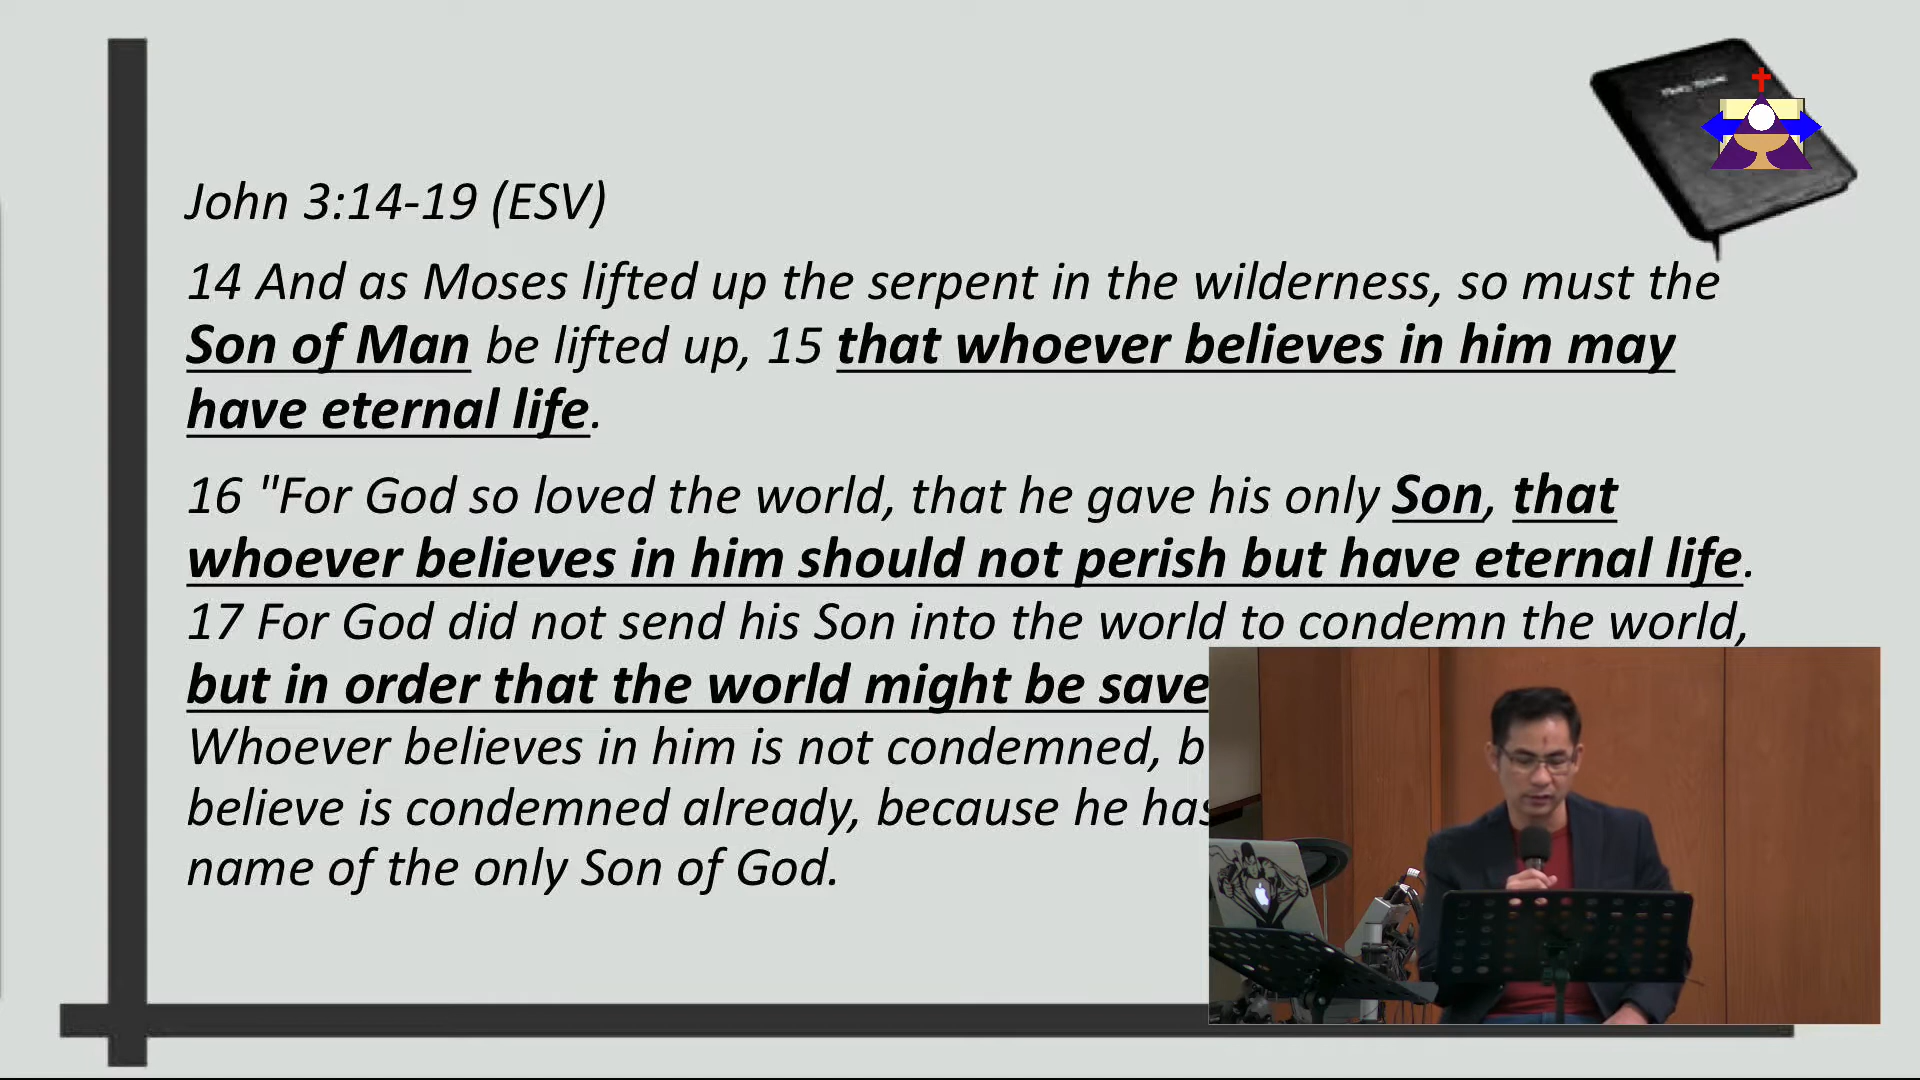 John 3:14-19 (ESV)
14 And as Moses lifted up the serpent in the wilderness, so must the
Son of Man be lifted up, 15 that whoever believes in him may
have eternal life.
16 "For God so loved the world, that he gave his only Son, that
whoever believes in him should not perish but have eternal life.
17 For God did not send his Son into the world to condemn the world,
but in order that the world might be save
Whoever believes in him is not condemned, b
believe is condemned already, because he has
name of the only Son of God.